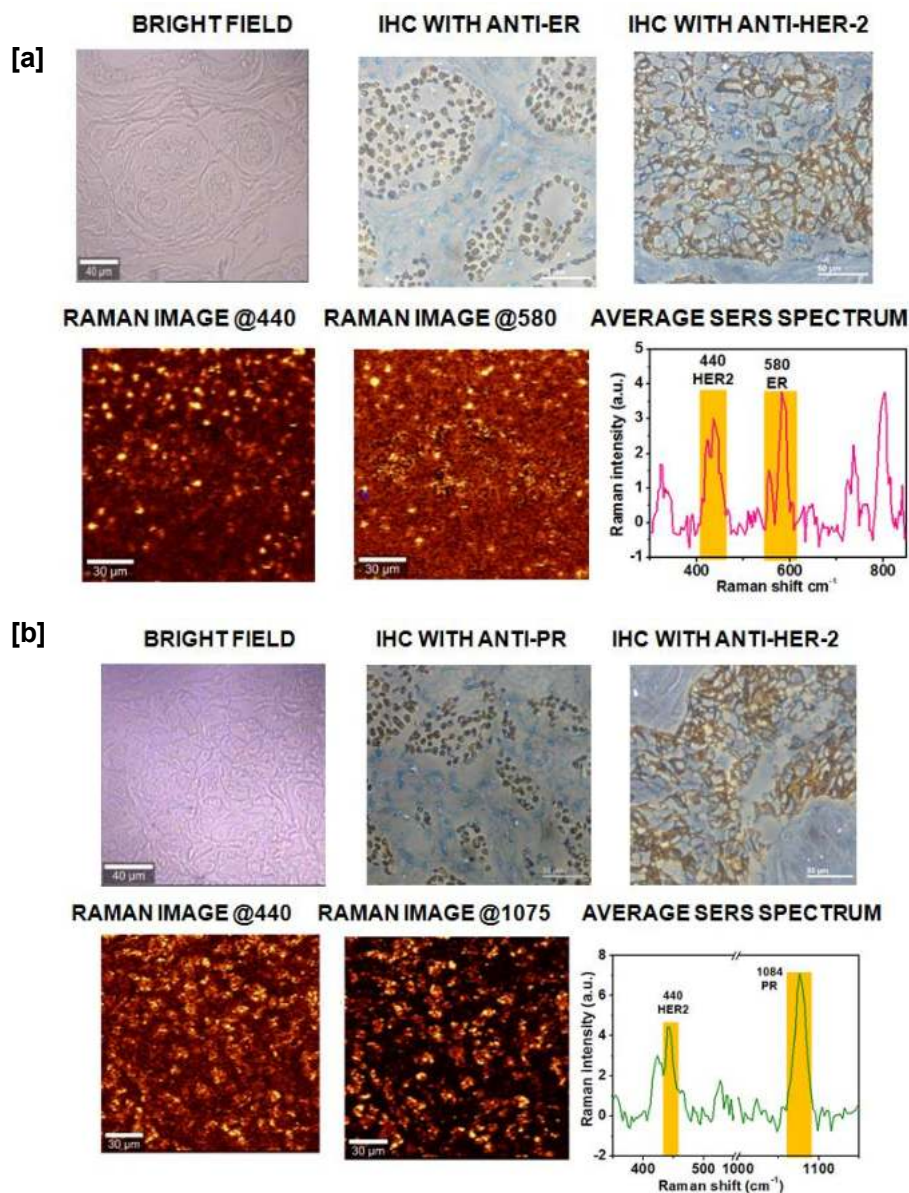 [a]
BRIGHT FIELD
IHC WITH ANTI-ER
IHC WITH ANTI-HER-2
40 µm
50 µm
RAMAN IMAGE @440
RAMAN IMAGE @580
AVERAGE SERS SPECTRUM
30 µm
30 µm
Raman intensity (a.u.)
5
4
3
2
1
0
-1
440
HER2
580
ER
400
600
800
Raman shift cm⁻¹
[b]
BRIGHT FIELD
IHC WITH ANTI-PR
IHC WITH ANTI-HER-2
40 µm
RAMAN IMAGE @440
RAMAN IMAGE @1075
AVERAGE SERS SPECTRUM
30 µm
30 µm
Raman Intensity (a.u.)
8
6
4
2
0
-2
440
HER2
1084
PR
400
500
1000
1100
Raman shift (cm⁻¹)